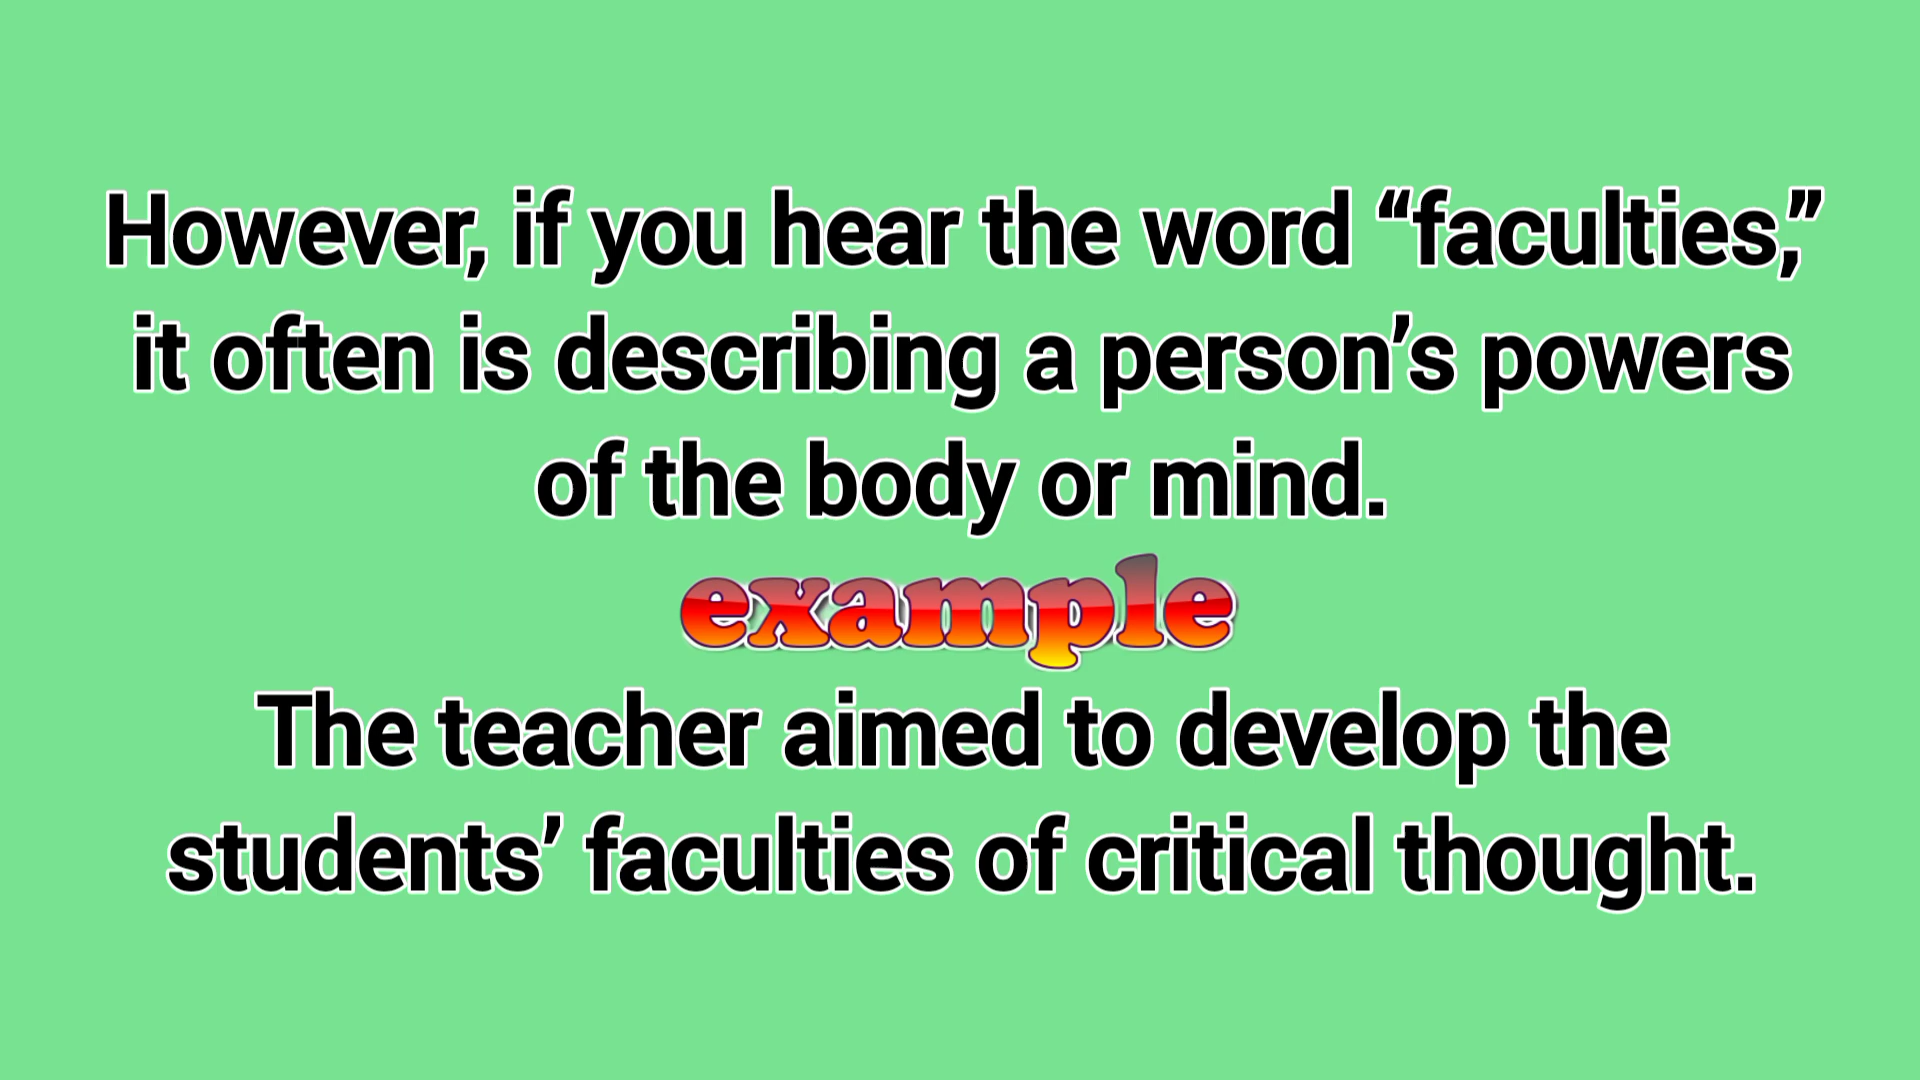 However, if you hear the word “faculties,”
it often is describing a person’s powers
of the body or mind.
example
The teacher aimed to develop the
students’ faculties of critical thought.